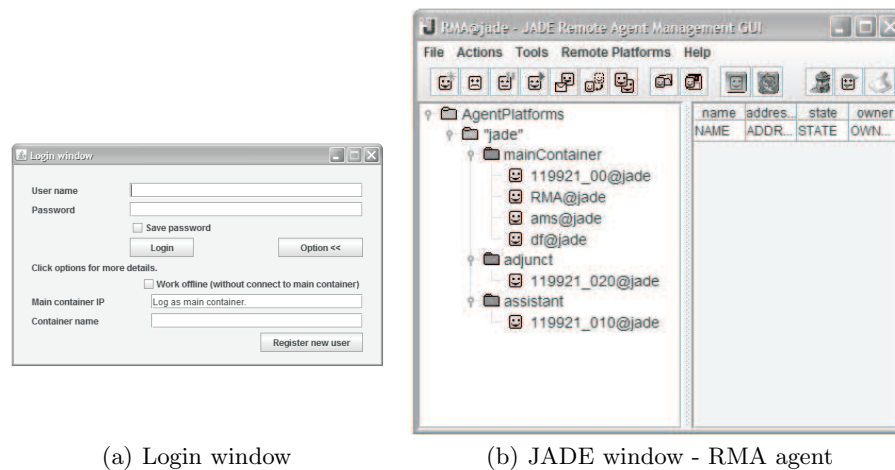 Login window
User name
Password
Save password
Login Option <<
Click options for more details.
Work offline (without connect to main container)
Main container IP Log as main container.
Container name
Register new user
(a) Login window
RMA@jade - JADE Remote Agent Management GUI
File Actions Tools Remote Platforms Help
AgentPlatforms
"jade"
mainContainer
119921_00@jade
RMA@jade
ams@jade
df@jade
adjunct
119921_020@jade
assistant
119921_010@jade
name addres... state owner
NAME ADDR... STATE OWN...
(b) JADE window - RMA agent